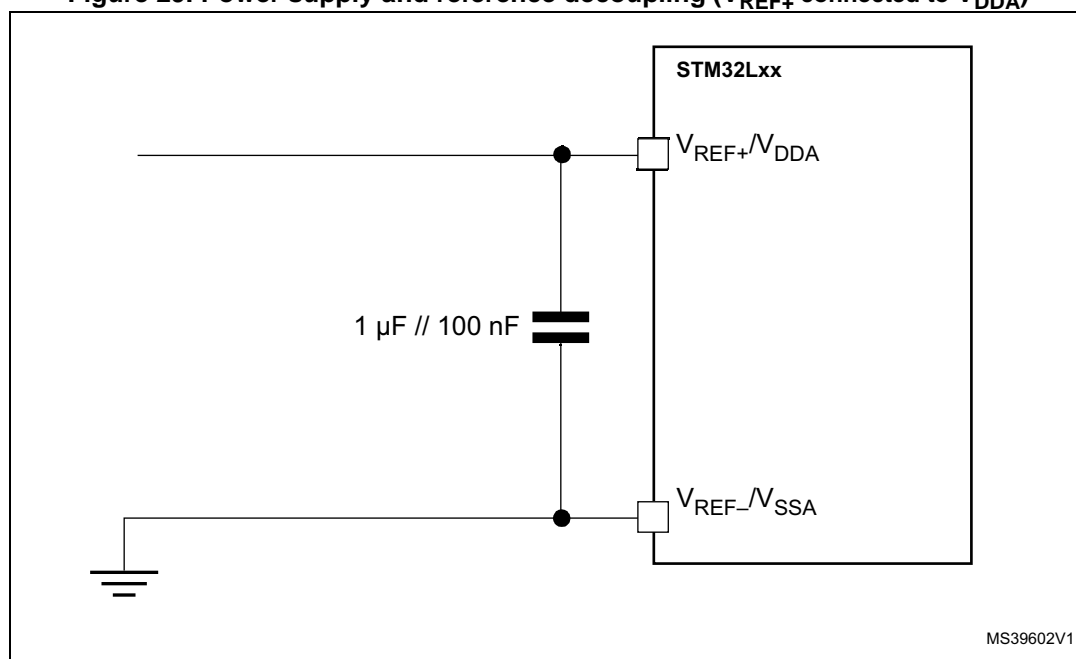 STM32Lxx
VREF+/VDDA
1 µF // 100 nF
VREF–/VSSA
MS39602V1